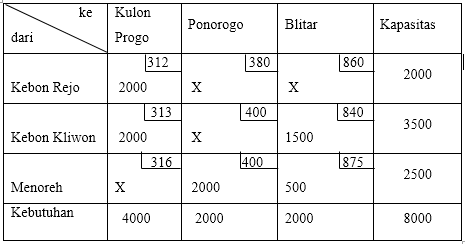 ke
dari
Kulon Progo
Ponorogo
Blitar
Kapasitas
Kebon Rejo
312
2000
380
X
860
X
2000
Kebon Kliwon
313
2000
400
X
840
1500
3500
Menoreh
316
X
400
2000
875
500
2500
Kebutuhan
4000
2000
2000
8000